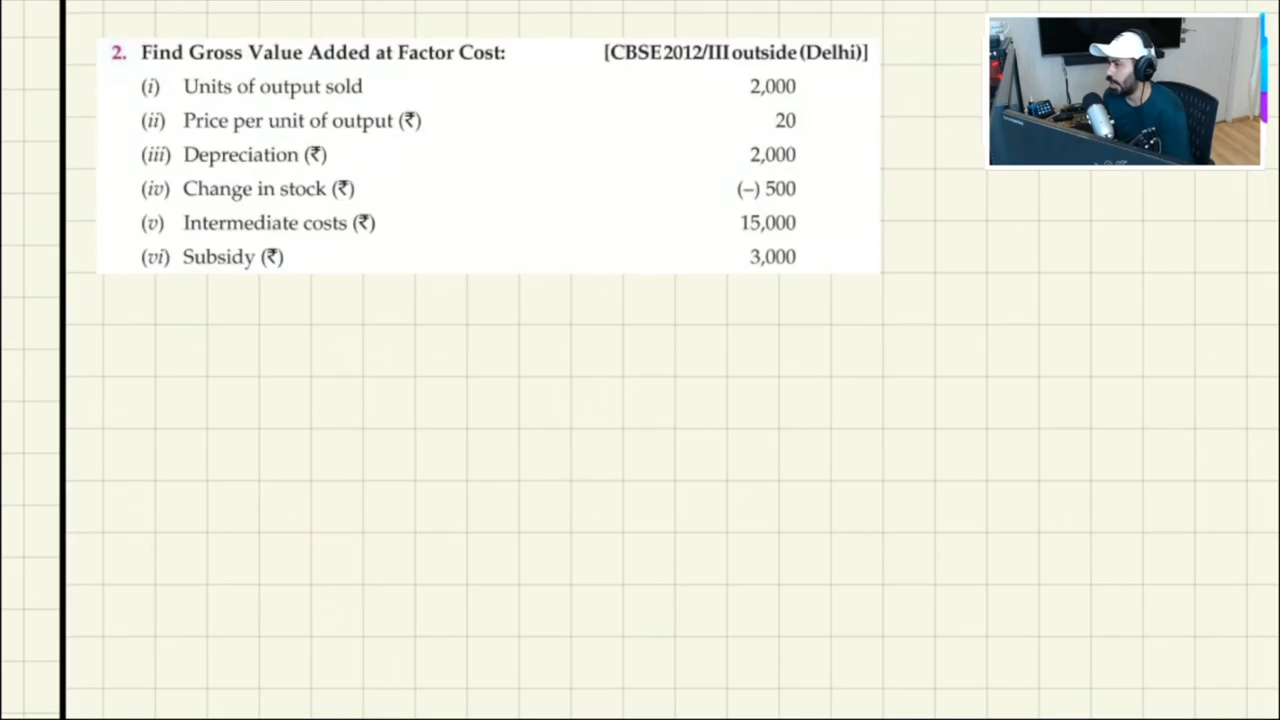 2. Find Gross Value Added at Factor Cost: [CBSE 2012/III outside (Delhi)]
(i) Units of output sold 2,000
(ii) Price per unit of output (₹) 20
(iii) Depreciation (₹) 2,000
(iv) Change in stock (₹) (–) 500
(v) Intermediate costs (₹) 15,000
(vi) Subsidy (₹) 3,000